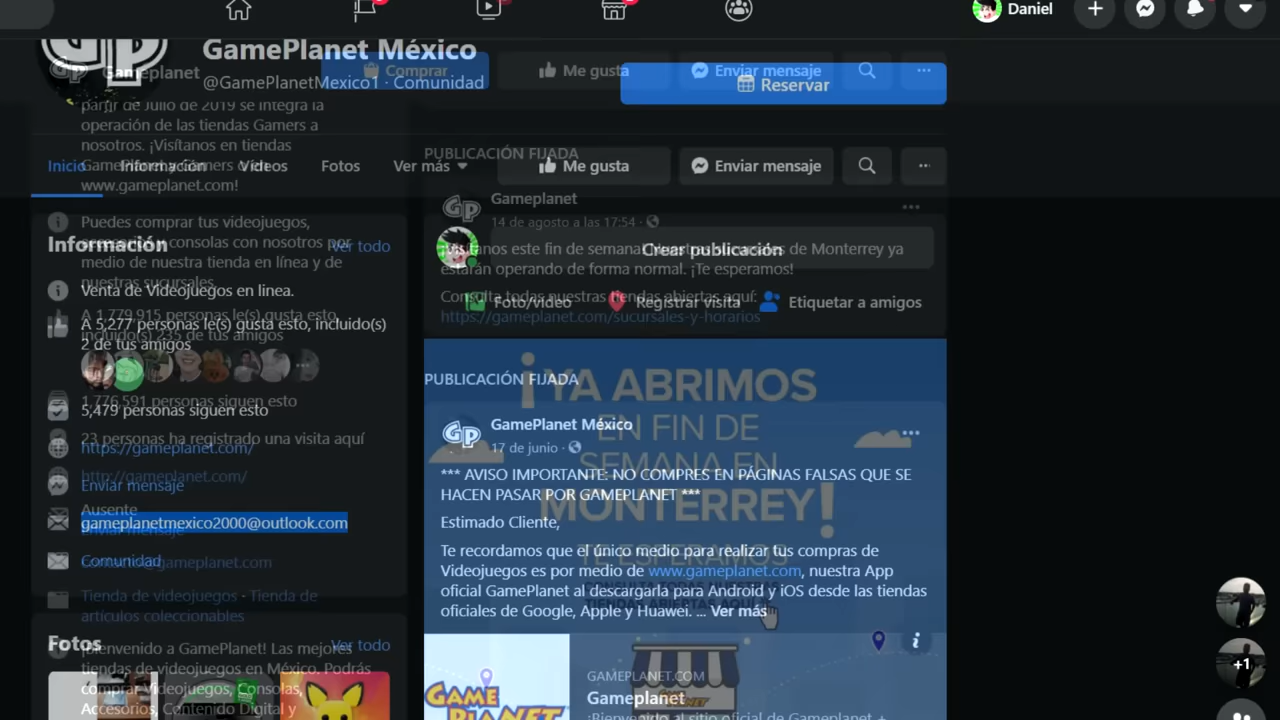 Daniel
GamePlanet México
@GamePlanetMexico1 · Comunidad
Gameplanet
Comprar
Me gusta
Enviar mensaje
Reservar
partir de Julio de 2019 se integra la
operación de las tiendas Gamers a
nosotros. ¡Visítanos en tiendas
www.gameplanet.com!
Inicio
Información
Videos
Fotos
Ver más
Me gusta
Enviar mensaje
PUBLICACIÓN FIJADA
Gameplanet
14 de agosto a las 17:54
¡Visítanos este fin de semana!
de Monterrey ya
estarán operando de forma normal. ¡Te esperamos!
Consulta todas nuestras tiendas abiertas aquí:
https://gameplanet.com/sucursales-y-horarios
Crear publicación
Foto/video
Registrar visita
Etiquetar a amigos
Información
Ver todo
Puedes comprar tus videojuegos,
consolas con nosotros por
medio de nuestra tienda en línea y de
nuestras sucursales.
Venta de Videojuegos en linea.
A 1,779,915 personas le(s) gusta esto,
incluido(s) 235 de tus amigos
A 5,277 personas le(s) gusta esto, incluido(s)
2 de tus amigos
1,776,591 personas siguen esto
5,479 personas siguen esto
23 personas ha registrado una visita aquí
https://gameplanet.com/
http://gameplanet.com/
Enviar mensaje
Ausente
Enviar mensaje
gameplanetmexico2000@outlook.com
Comunidad
contacto@gameplanet.com
Tienda de videojuegos - Tienda de
artículos coleccionables
Fotos
Ver todo
¡Bienvenido a GamePlanet! Las mejores
tiendas de videojuegos en México. Podrás
comprar Videojuegos, Consolas,
Accesorios, Contenido Digital y
¡YA ABRIMOS
EN FIN DE
SEMANA EN
MONTERREY!
TE ESPERAMOS
CONSULTA TODAS NUESTRAS
TIENDAS ABIERTAS AQUÍ
PUBLICACIÓN FIJADA
GamePlanet México
17 de junio
*** AVISO IMPORTANTE: NO COMPRES EN PÁGINAS FALSAS QUE SE
HACEN PASAR POR GAMEPLANET ***
Estimado Cliente,
Te recordamos que el único medio para realizar tus compras de
Videojuegos es por medio de www.gameplanet.com, nuestra App
oficial GamePlanet al descargarla para Android y iOS desde las tiendas
oficiales de Google, Apple y Huawei. ... Ver más
GAME
PLANET
GAMEPLANET.COM
Gameplanet
¡Bienvenido al sitio oficial de Gameplanet +
+1